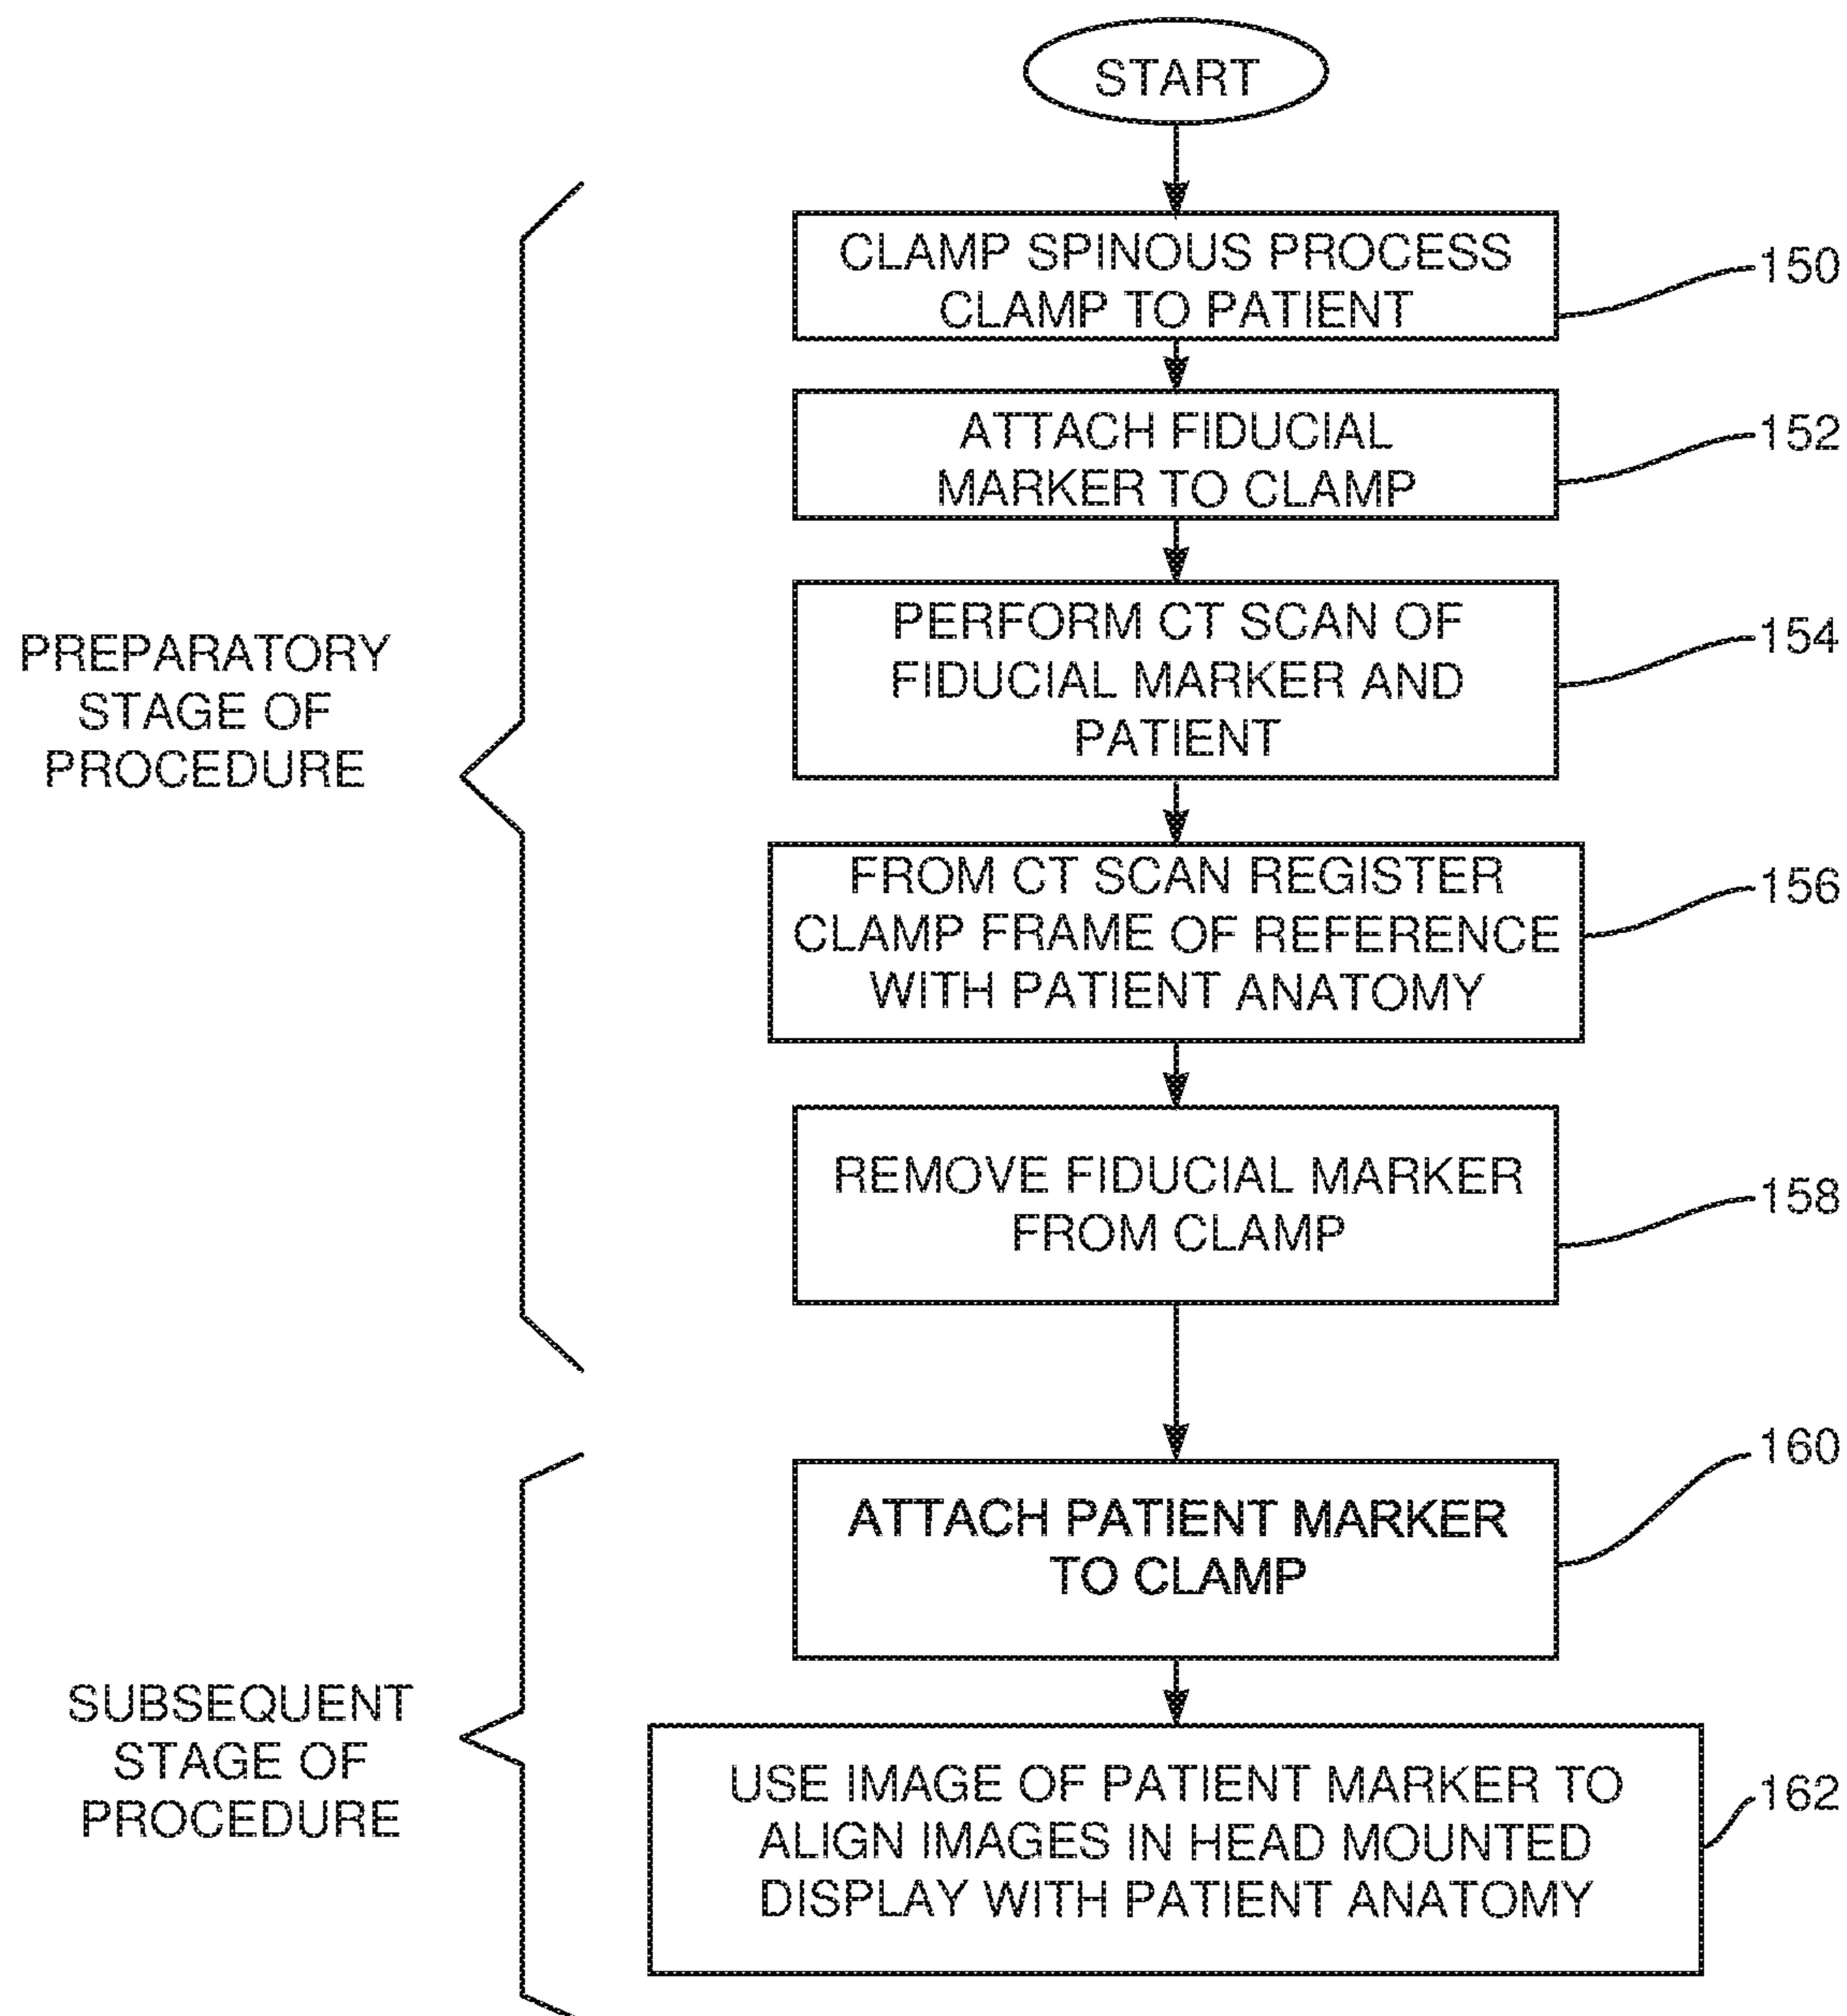 START
CLAMP SPINOUS PROCESS
CLAMP TO PATIENT
150
ATTACH FIDUCIAL
MARKER TO CLAMP
152
PERFORM CT SCAN OF
FIDUCIAL MARKER AND
PATIENT
154
PREPARATORY
STAGE OF
PROCEDURE
FROM CT SCAN REGISTER
CLAMP FRAME OF REFERENCE
WITH PATIENT ANATOMY
156
REMOVE FIDUCIAL MARKER
FROM CLAMP
158
ATTACH PATIENT MARKER
TO CLAMP
160
SUBSEQUENT
STAGE OF
PROCEDURE
USE IMAGE OF PATIENT MARKER TO
ALIGN IMAGES IN HEAD MOUNTED
DISPLAY WITH PATIENT ANATOMY
162